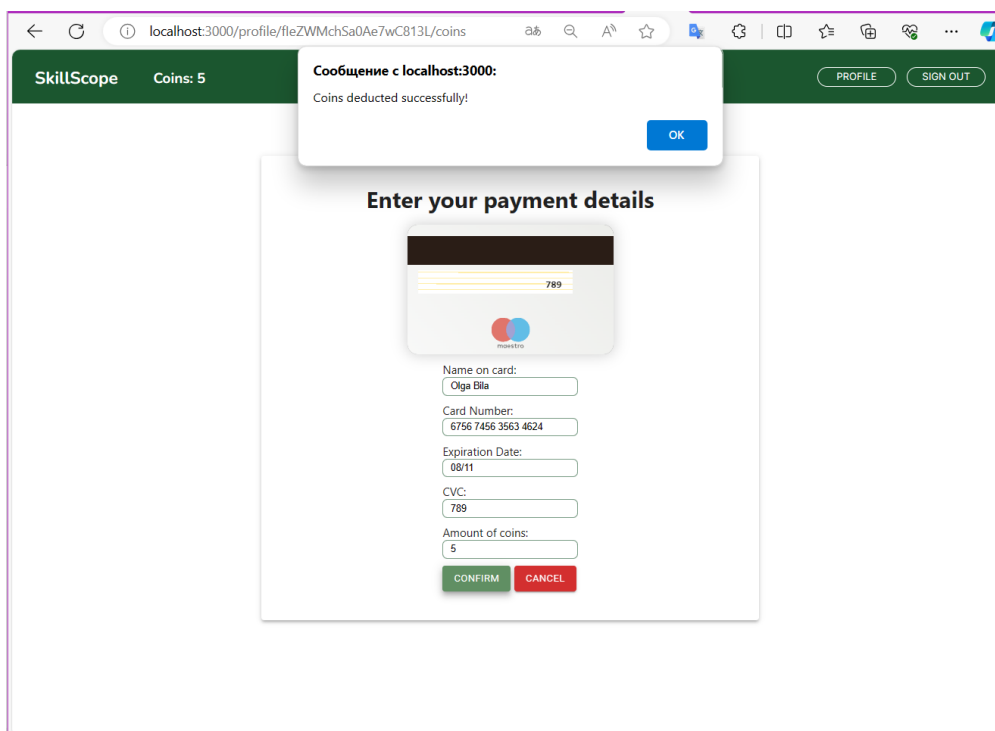 localhost:3000/profile/fleZWMchSa0Ae7wC813L/coins
SkillScope
Coins: 5
PROFILE
SIGN OUT
Сообщение с localhost:3000:
Coins deducted successfully!
OK
Enter your payment details
789
maestro
Name on card:
Olga Bila
Card Number:
6756 7456 3563 4624
Expiration Date:
08/11
CVC:
789
Amount of coins:
5
CONFIRM
CANCEL